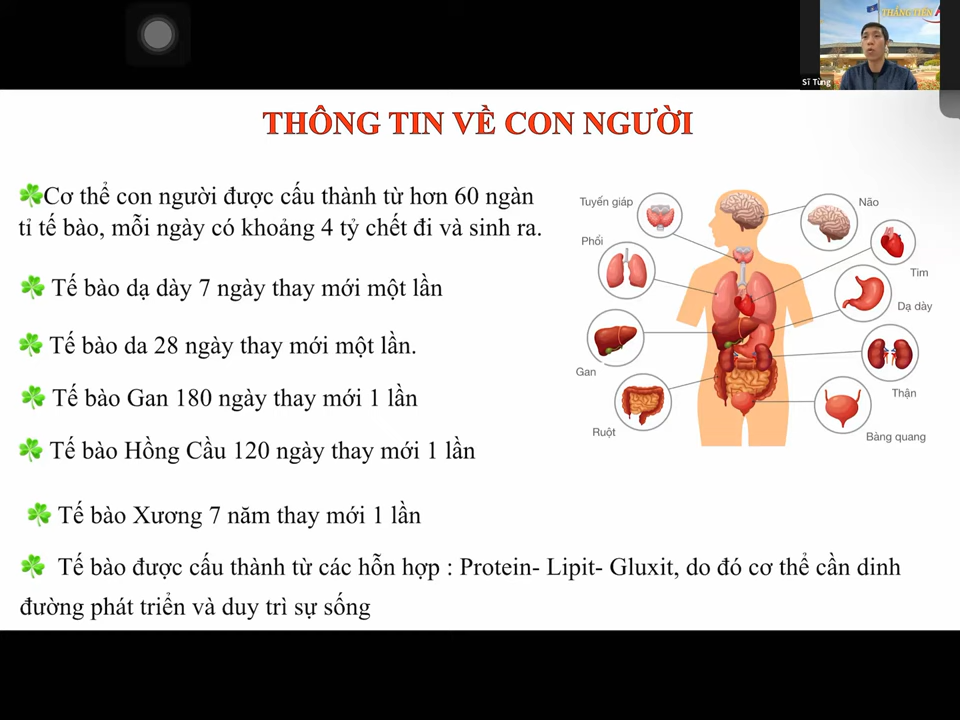 THẮNG TIẾN A
Sĩ Tùng
THÔNG TIN VỀ CON NGƯỜI
Cơ thể con người được cấu thành từ hơn 60 ngàn
tỉ tế bào, mỗi ngày có khoảng 4 tỷ chết đi và sinh ra.
Tế bào dạ dày 7 ngày thay mới một lần
Tế bào da 28 ngày thay mới một lần.
Tế bào Gan 180 ngày thay mới 1 lần
Tế bào Hồng Cầu 120 ngày thay mới 1 lần
Tế bào Xương 7 năm thay mới 1 lần
Tế bào được cấu thành từ các hỗn hợp : Protein- Lipit- Gluxit, do đó cơ thể cần dinh
đường phát triển và duy trì sự sống
Tuyến giáp
Não
Phổi
Tim
Dạ dày
Gan
Thận
Ruột
Bàng quang